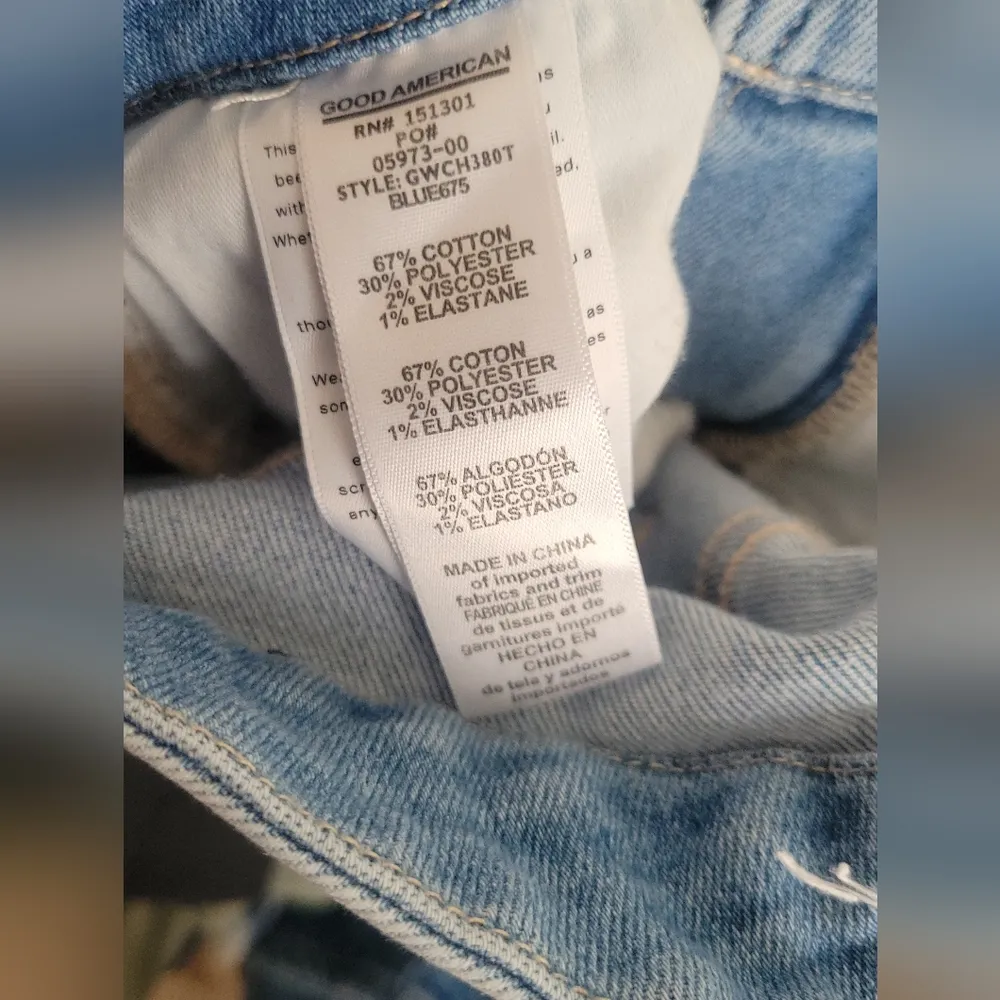 GOOD AMERICAN
RN# 151301
PO#
05973-00
STYLE: GWCH380T
BLUE675
67% COTTON
30% POLYESTER
2% VISCOSE
1% ELASTANE
67% COTON
30% POLYESTER
2% VISCOSE
1% ELASTHANNE
67% ALGODÓN
30% POLIÉSTER
2% VISCOSA
1% ELASTANO
MADE IN CHINA
of imported
fabrics and trim
FABRIQUÉ EN CHINE
de tissus et de
garnitures importé
HECHO EN
CHINA
de tela y adornos
importados
This
any
as
a